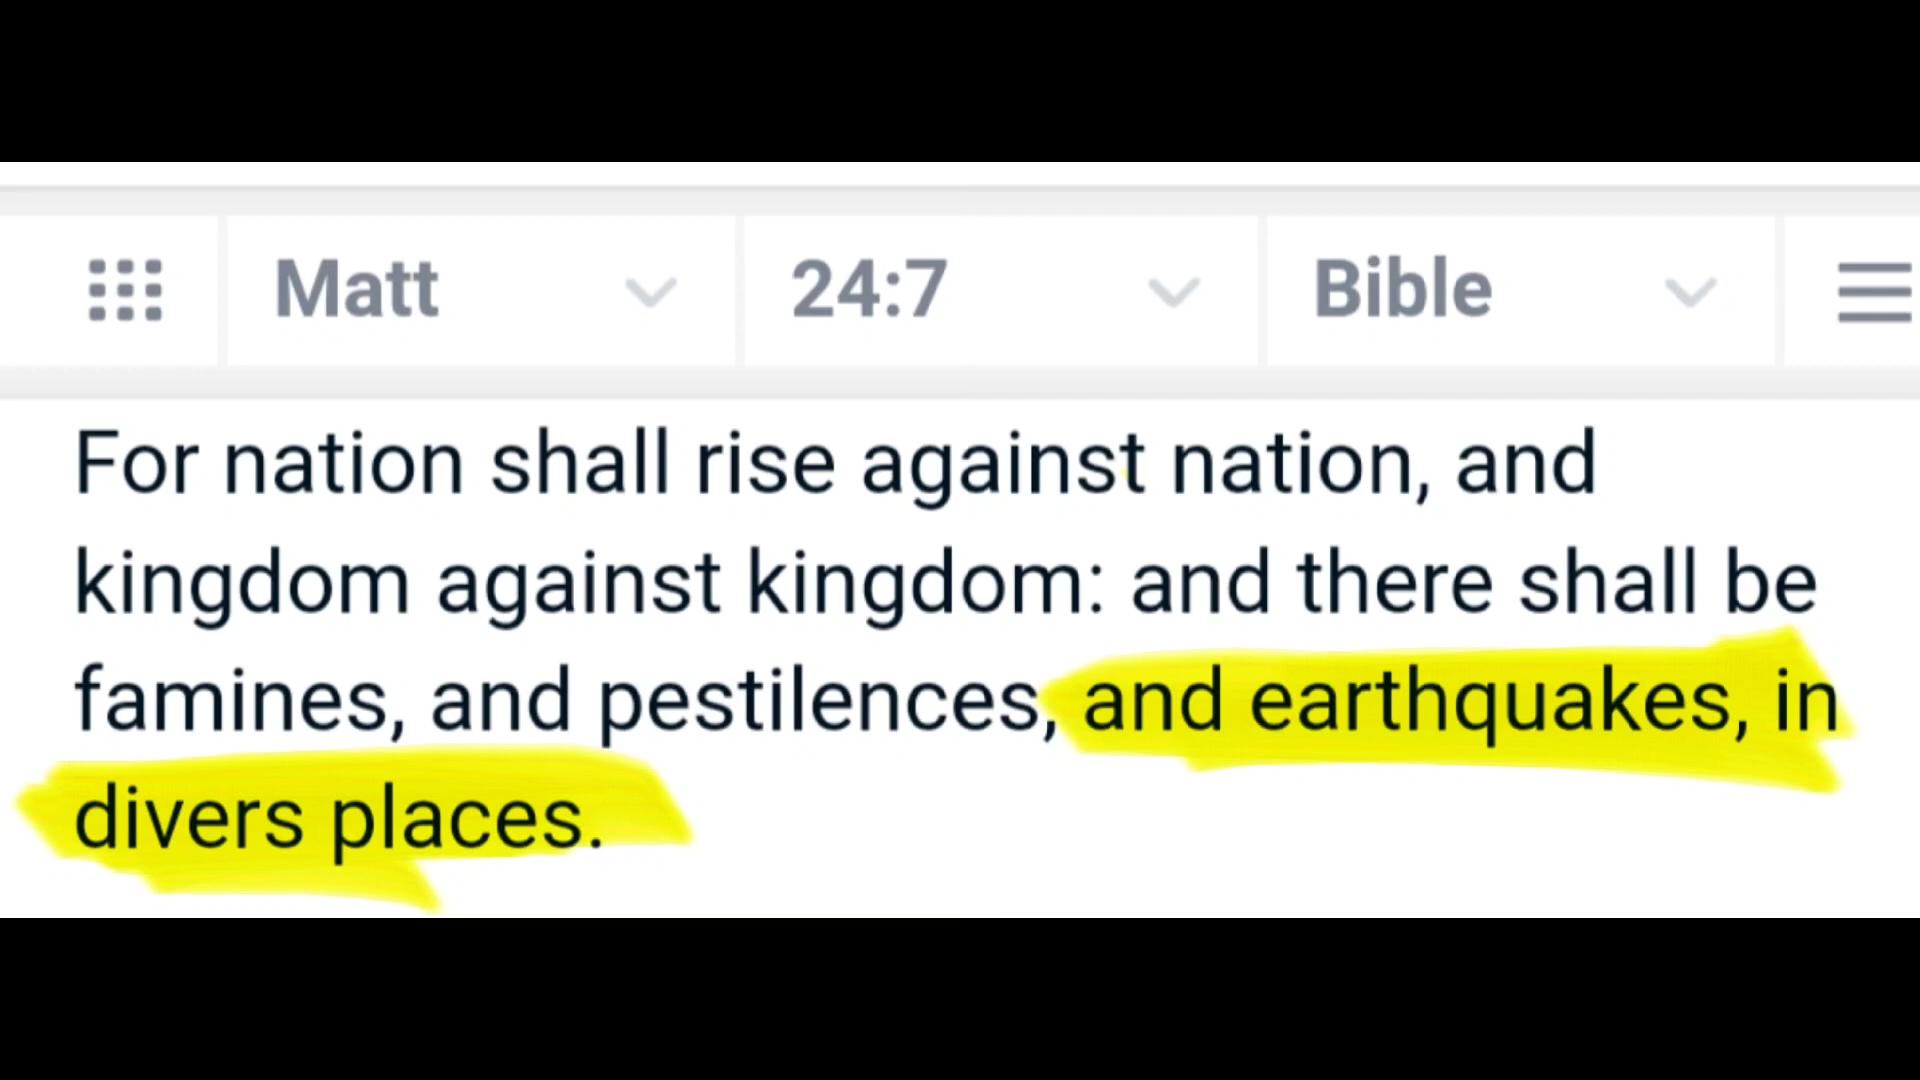 Matt 24:7 Bible
For nation shall rise against nation, and
kingdom against kingdom: and there shall be
famines, and pestilences, and earthquakes, in
divers places.